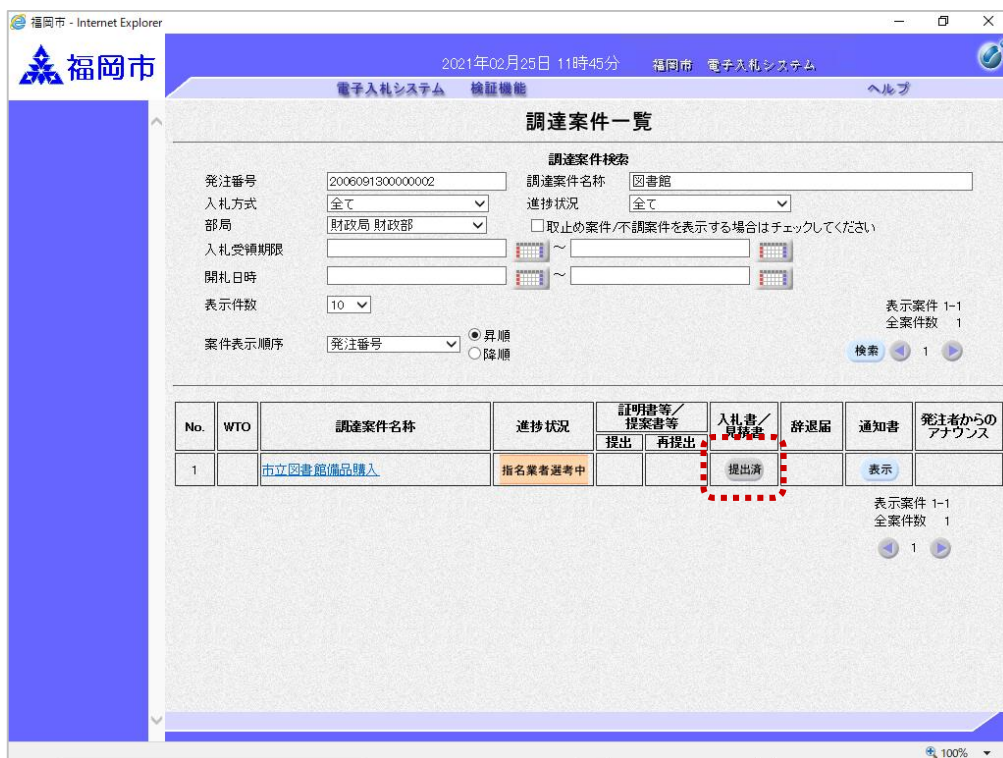 福岡市 - Internet Explorer
福岡市
2021年02月25日 11時45分 福岡市 電子入札システム
電子入札システム 検証機能 ヘルプ
調達案件一覧
調達案件検索
発注番号 2006091300000002 調達案件名称 図書館
入札方式 全て 進捗状況 全て
部局 財政局 財政部 取止め案件/不調案件を表示する場合はチェックしてください
入札受領期限 ~
開札日時 ~
表示件数 10
表示案件 1-1
全案件数 1
案件表示順序 発注番号 昇順
降順
検索 1
No. WTO 調達案件名称 進捗状況 証明書等/提案書等 入札書/見積書 辞退届 通知書 発注者からのアナウンス
提出 再提出
1 市立図書館備品購入 指名業者選考中 提出済 表示
表示案件 1-1
全案件数 1
1
100%